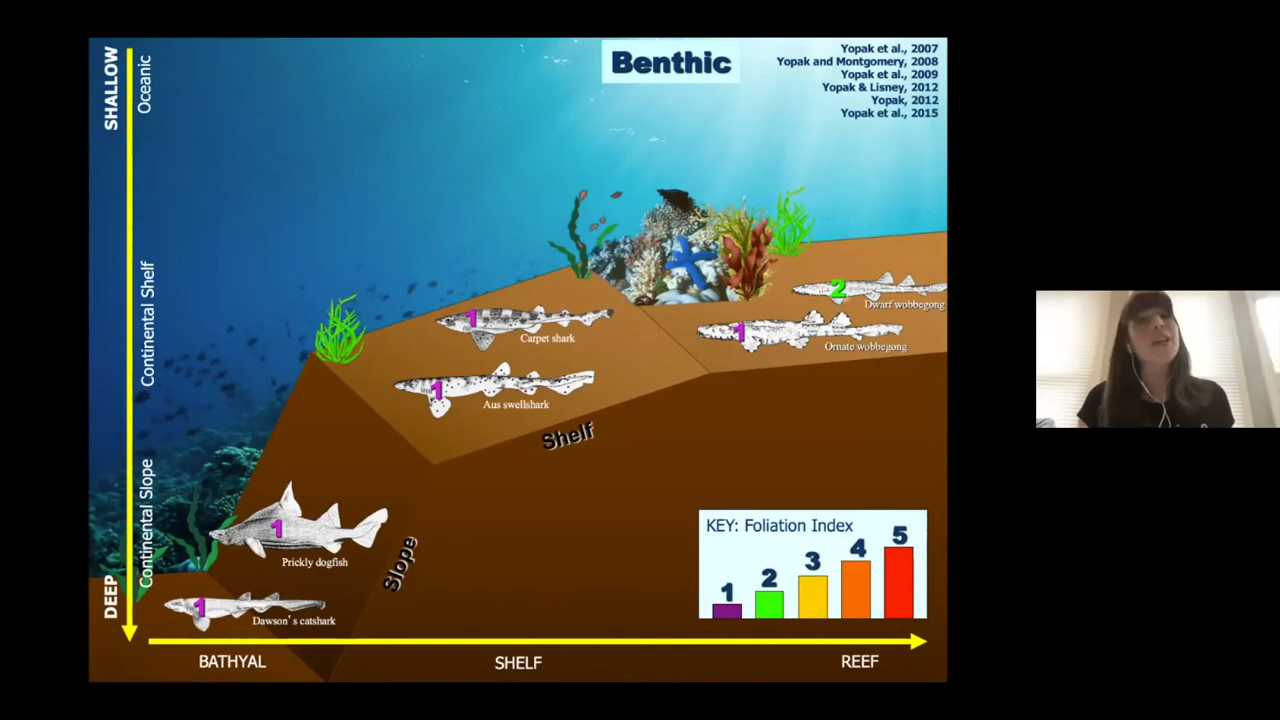 SHALLOW
Oceanic
Benthic
Yopak et al., 2007
Yopak and Montgomery, 2008
Yopak et al., 2009
Yopak & Lisney, 2012
Yopak, 2012
Yopak et al., 2015
Continental Shelf
2
Dwarf wobbegong
1
Carpet shark
1
Ornate wobbegong
1
Aus swellshark
Shelf
Continental Slope
1
Prickly dogfish
Slope
DEEP
1
Dawson's catshark
KEY: Foliation Index
1 2 3 4 5
BATHYAL SHELF REEF